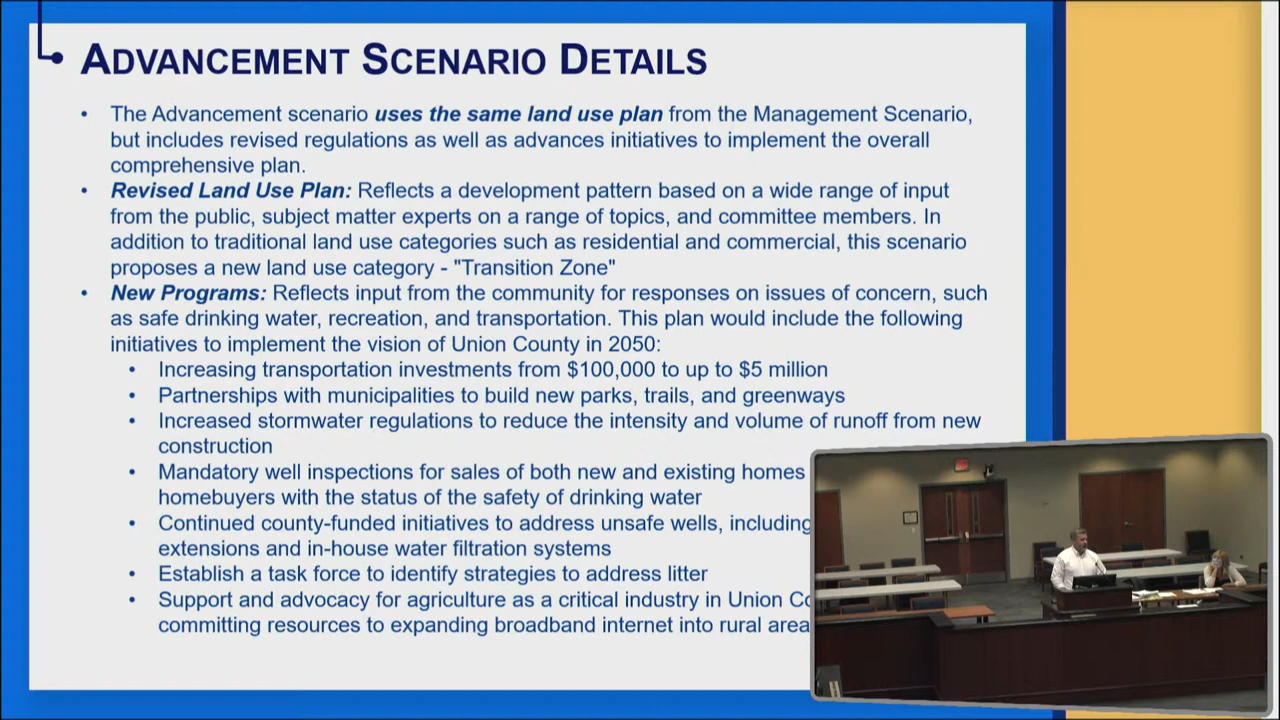 ADVANCEMENT SCENARIO DETAILS
• The Advancement scenario uses the same land use plan from the Management Scenario,
but includes revised regulations as well as advances initiatives to implement the overall
comprehensive plan.
• Revised Land Use Plan: Reflects a development pattern based on a wide range of input
from the public, subject matter experts on a range of topics, and committee members. In
addition to traditional land use categories such as residential and commercial, this scenario
proposes a new land use category - "Transition Zone"
• New Programs: Reflects input from the community for responses on issues of concern, such
as safe drinking water, recreation, and transportation. This plan would include the following
initiatives to implement the vision of Union County in 2050:
• Increasing transportation investments from $100,000 to up to $5 million
• Partnerships with municipalities to build new parks, trails, and greenways
• Increased stormwater regulations to reduce the intensity and volume of runoff from new
construction
• Mandatory well inspections for sales of both new and existing homes
homebuyers with the status of the safety of drinking water
• Continued county-funded initiatives to address unsafe wells, including
extensions and in-house water filtration systems
• Establish a task force to identify strategies to address litter
• Support and advocacy for agriculture as a critical industry in Union
committing resources to expanding broadband internet into rural